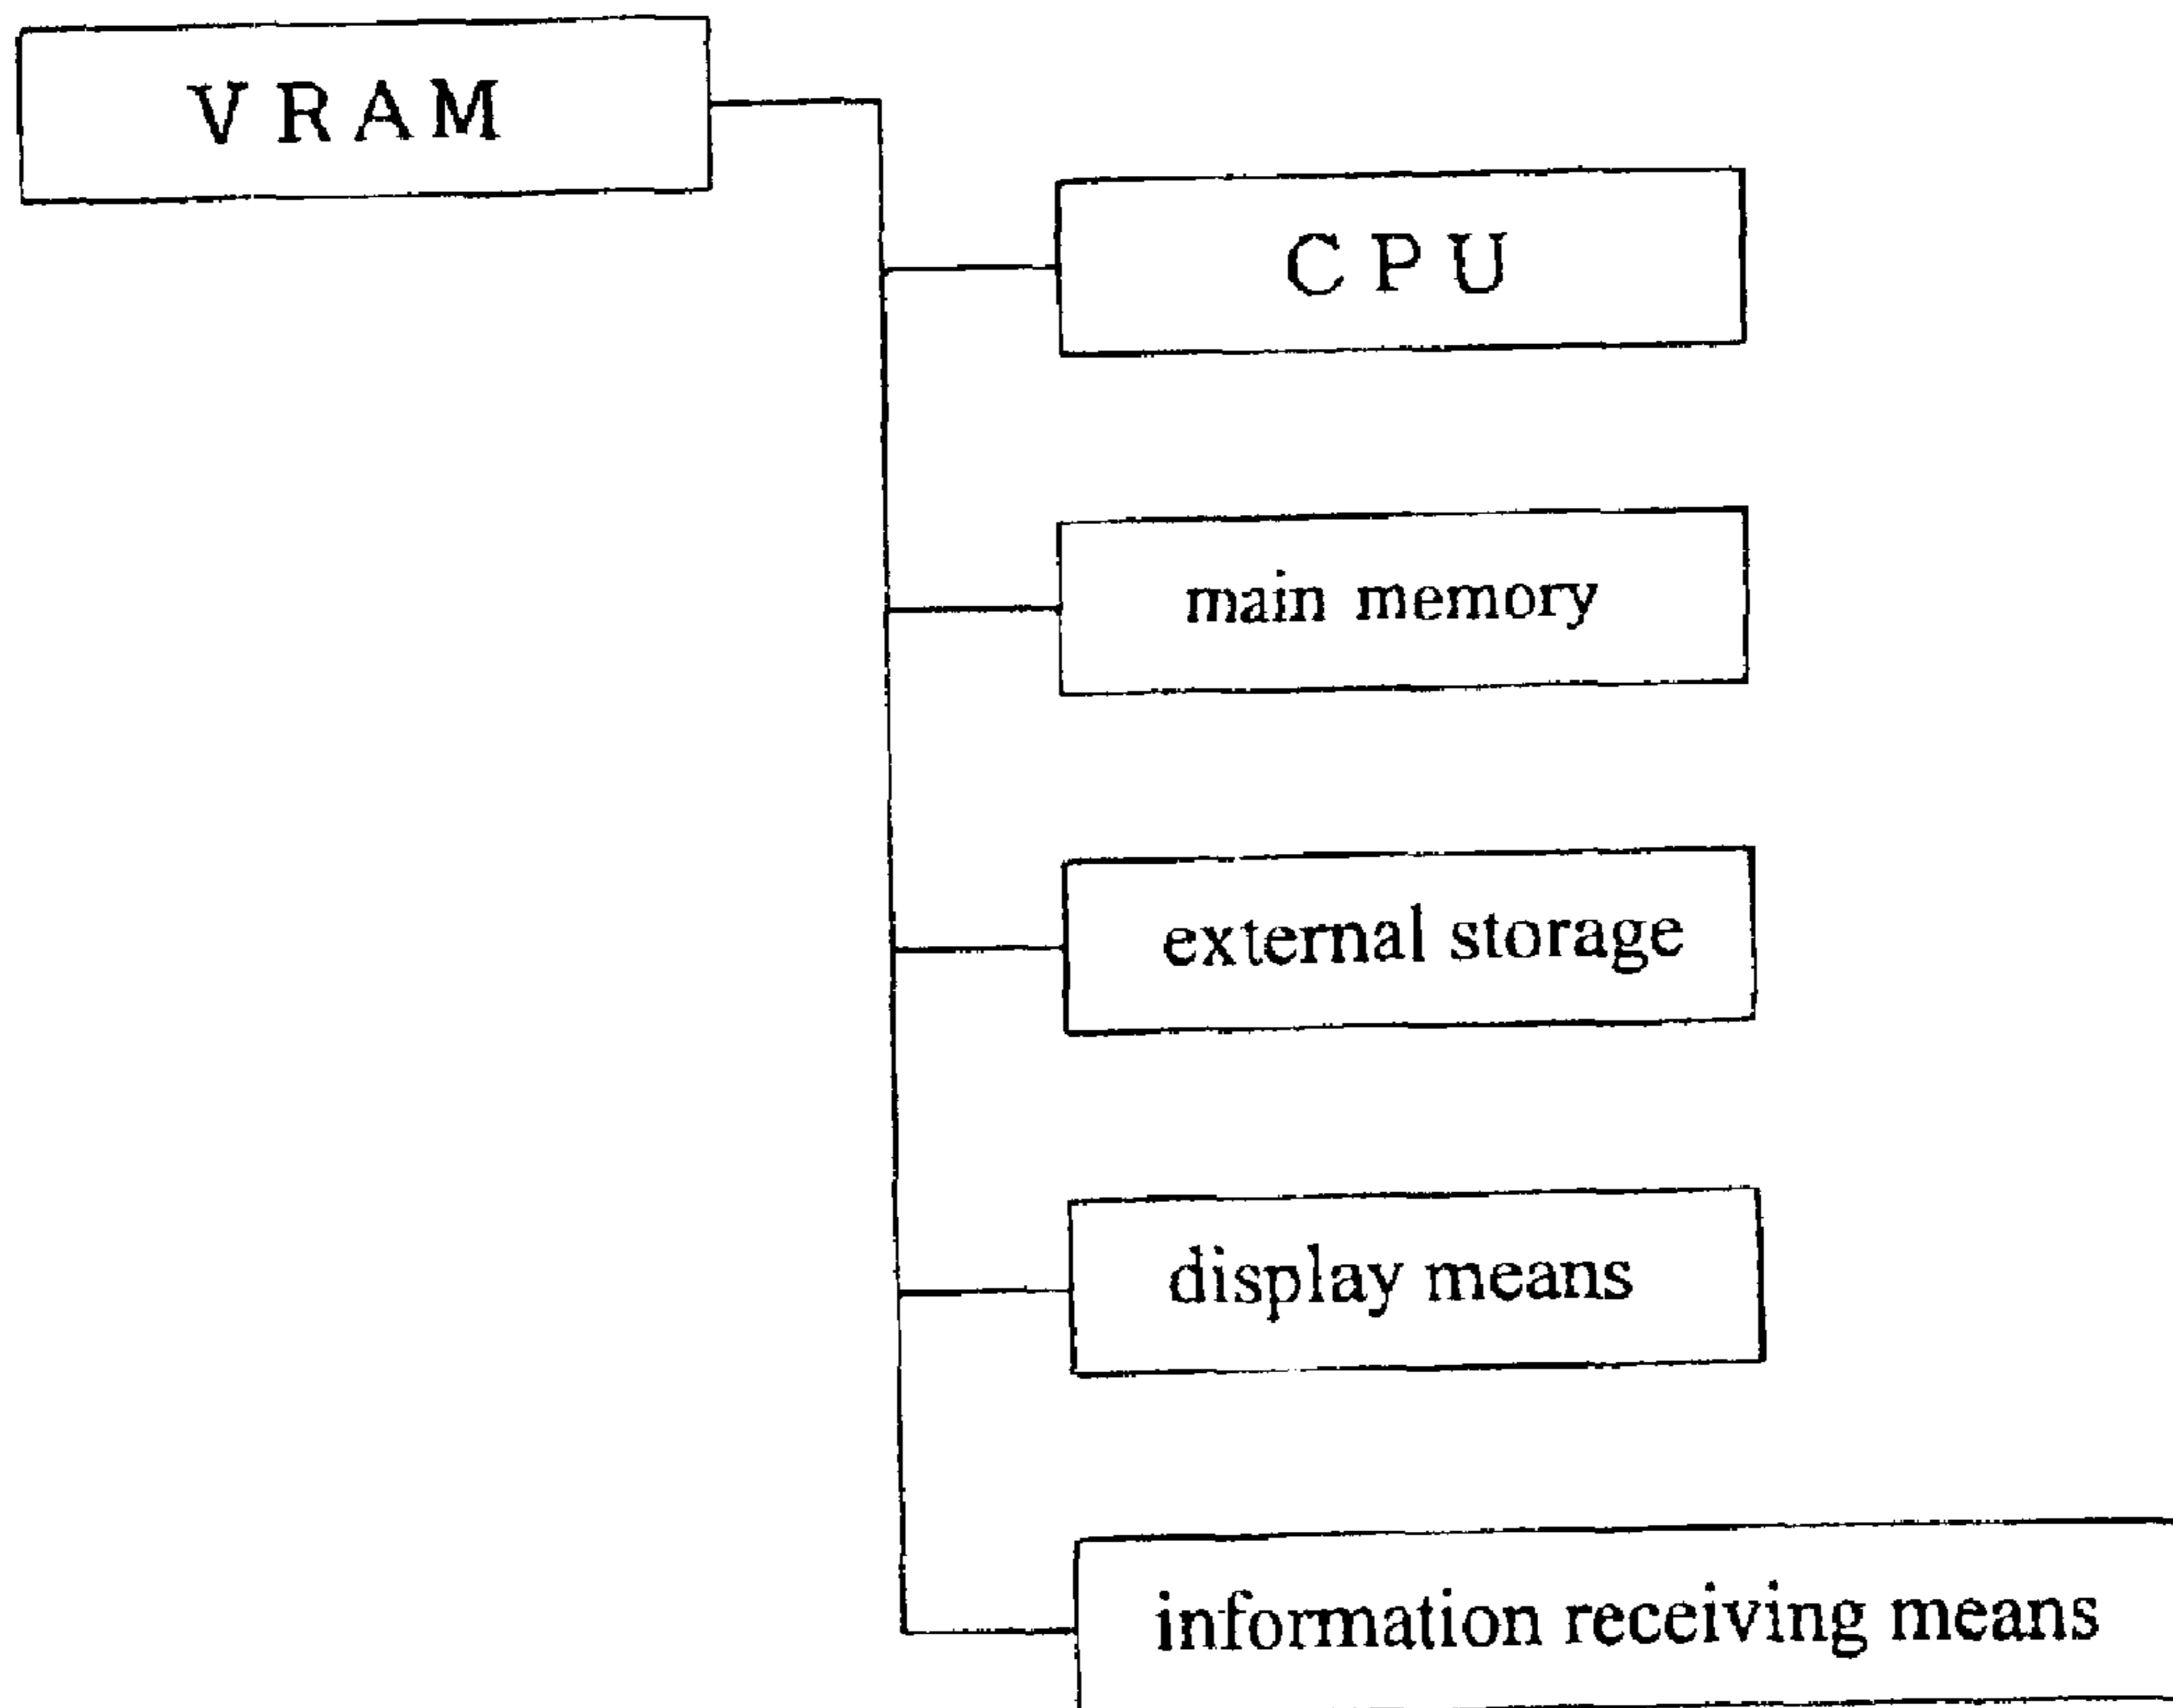 VRAM
CPU
main memory
external storage
display means
information receiving means